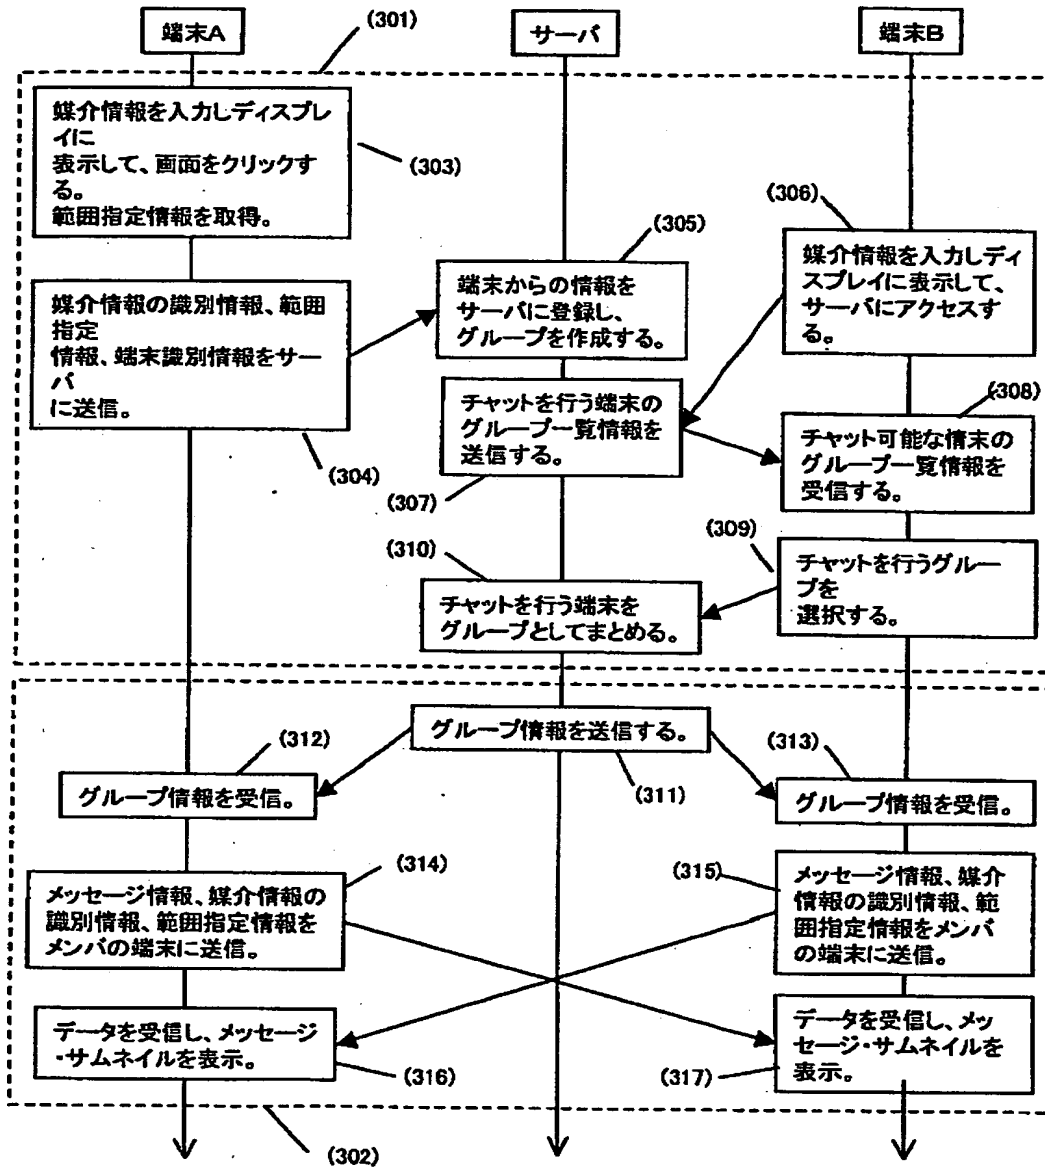 端末A
サーバ
端末B
(301)
媒介情報を入力しディスプレ
イに
表示して、画面をクリックす
る。
範囲指定情報を取得。
(303)
媒介情報の識別情報、範囲
指定
情報、端末識別情報をサー
バ
に送信。
(304)
(305)
端末からの情報を
サーバに登録し、
グループを作成する。
(306)
媒介情報を入力しディ
スプレイに表示して、
サーバにアクセスす
る。
チャットを行う端末の
グループ一覧情報を
送信する。
(307)
(308)
チャット可能な情末の
グループ一覧情報を
受信する。
(309)
チャットを行うグルー
プを
選択する。
(310)
チャットを行う端末を
グループとしてまとめる。
グループ情報を送信する。
(311)
(312)
グループ情報を受信。
(313)
グループ情報を受信。
(314)
メッセージ情報、媒介情報の
識別情報、範囲指定情報を
メンバの端末に送信。
(315)
メッセージ情報、媒介
情報の識別情報、範
囲指定情報をメンバ
の端末に送信。
データを受信し、メッセージ
・サムネイルを表示。
(316)
データを受信し、メッ
セージ・サムネイルを
表示。
(317)
(302)